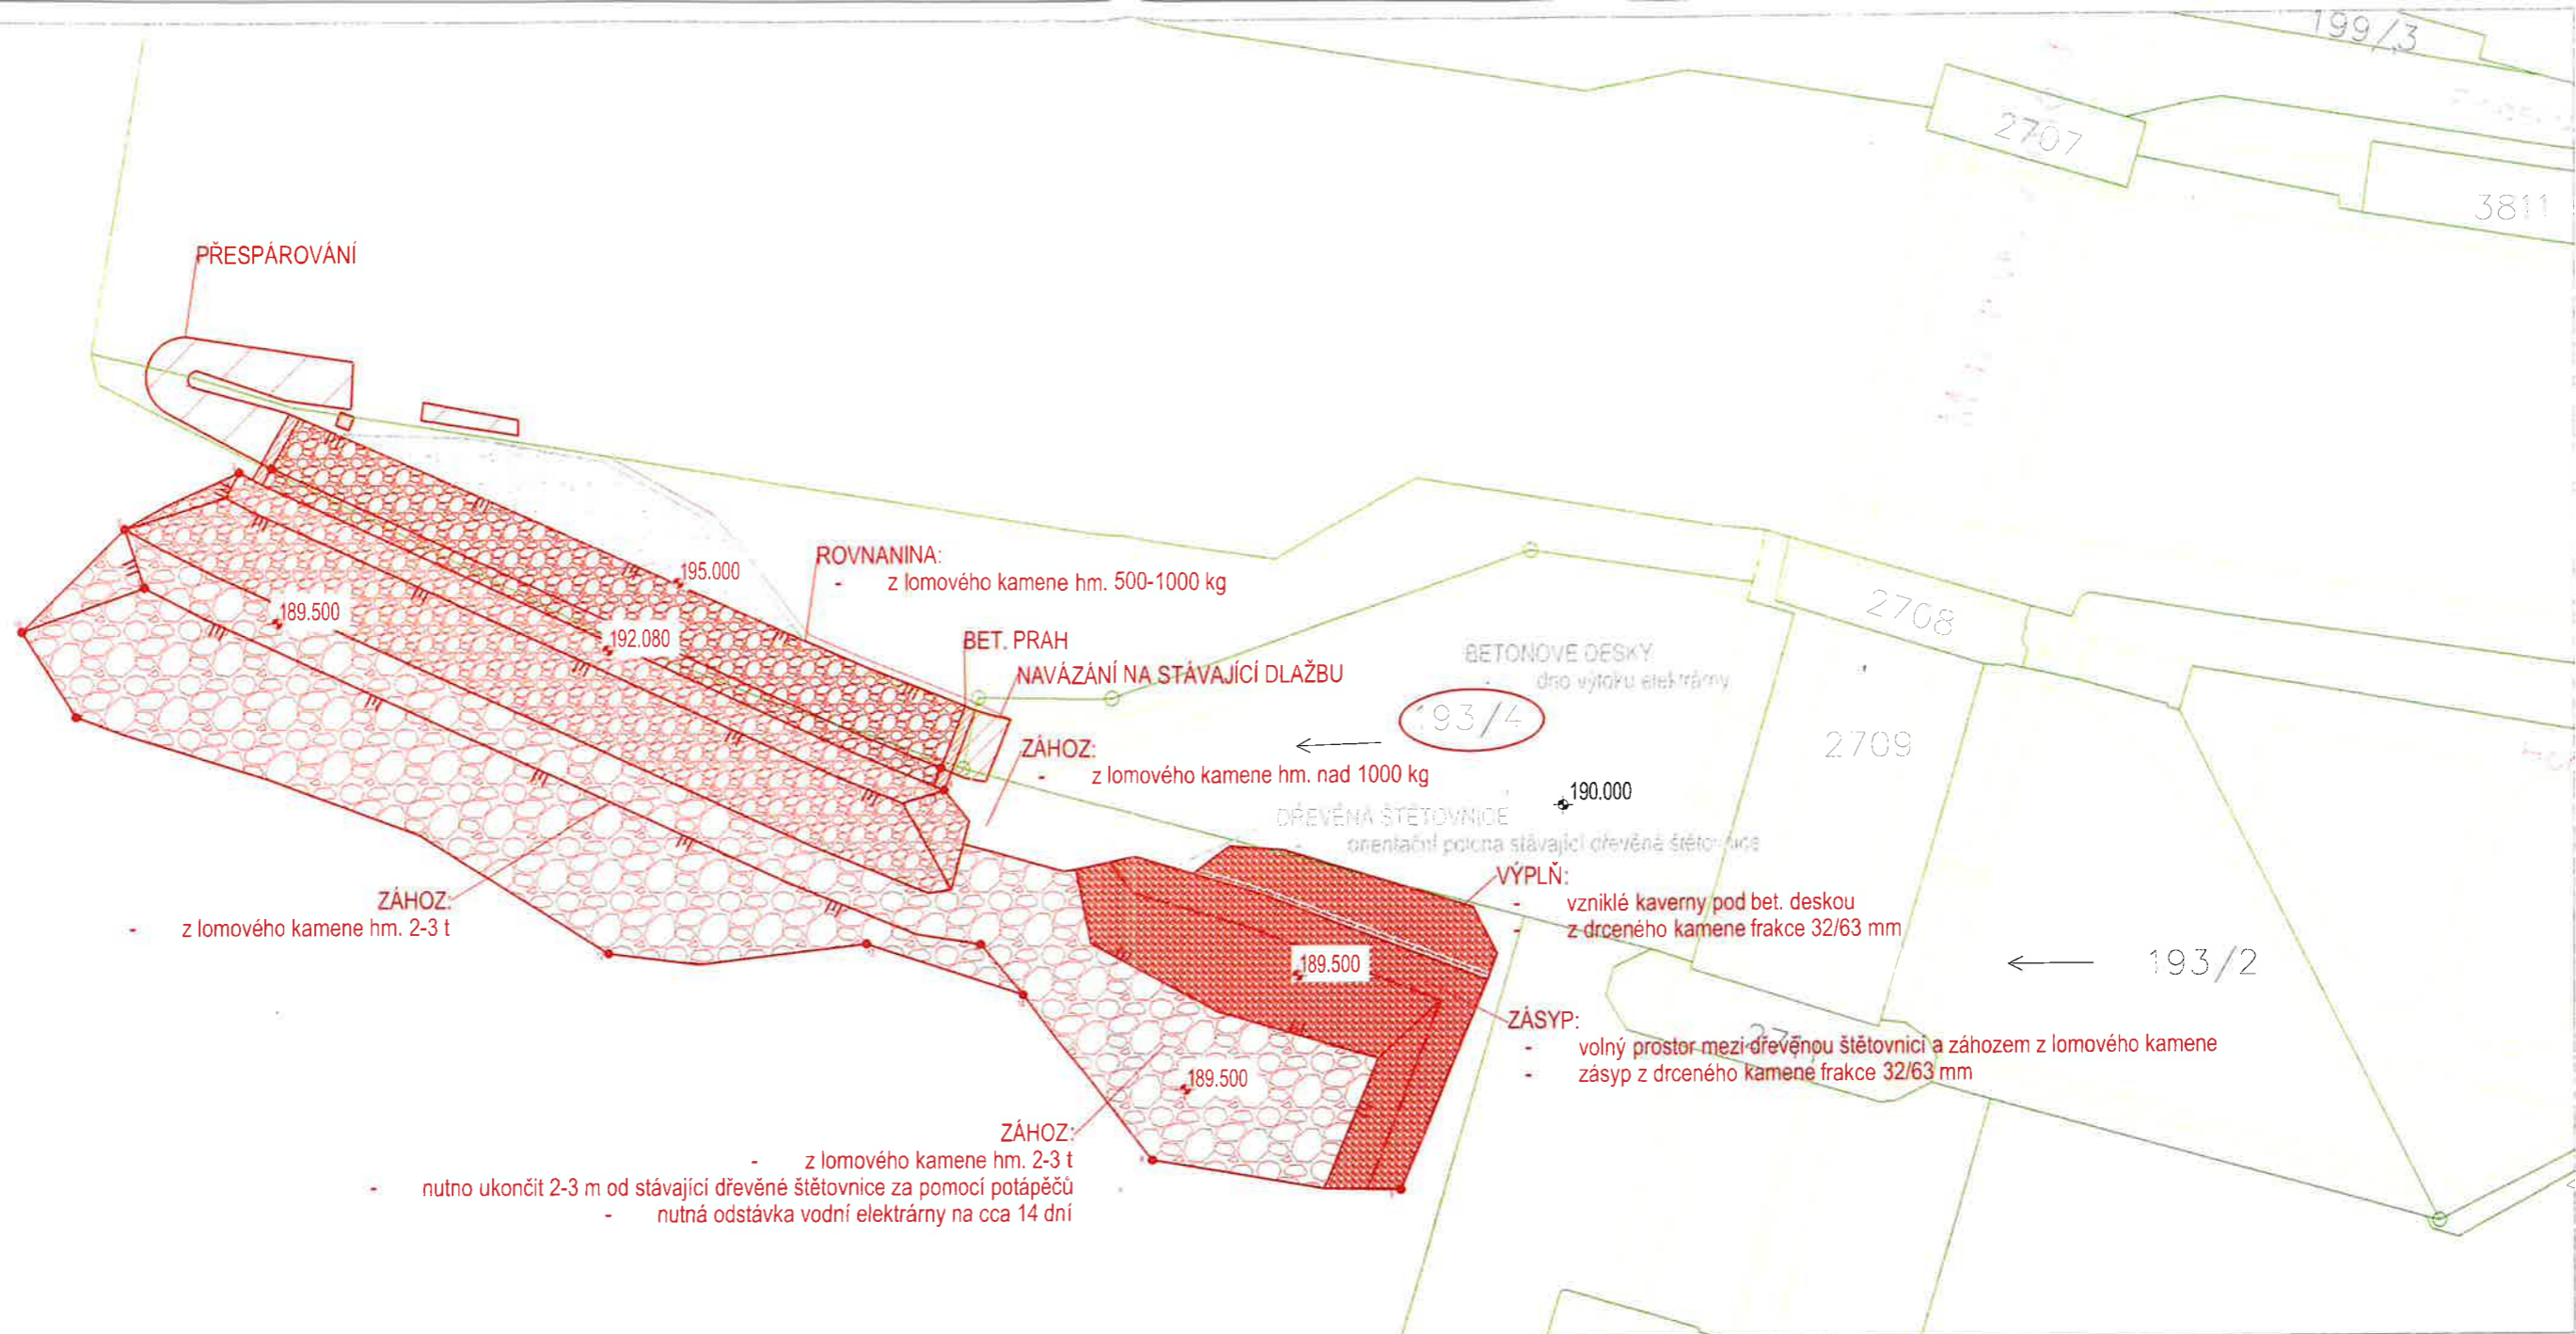 199/3
2707
3811
PŘESPÁROVÁNÍ
195.000
ROVNANINA:
- z lomového kamene hm. 500-1000 kg
189.500
192.080
BET. PRAH
NAVÁZÁNÍ NA STÁVAJÍCÍ DLAŽBU
2708
BETONOVÉ DESKY
dno výtoku elektrárny
193/4
2709
ZÁHOZ:
- z lomového kamene hm. nad 1000 kg
190.000
DŘEVĚNÁ ŠTĚTOVNICE
- orientační poloha stávající dřevěné štětovnice
VÝPLŇ:
- vzniklé kaverny pod bet. deskou
- z drceného kamene frakce 32/63 mm
ZÁHOZ:
- z lomového kamene hm. 2-3 t
189.500
193/2
ZÁSYP:
- volný prostor mezi dřevěnou štětovnicí a záhozem z lomového kamene
- zásyp z drceného kamene frakce 32/63 mm
189.500
ZÁHOZ:
- z lomového kamene hm. 2-3 t
- nutno ukončit 2-3 m od stávající dřevěné štětovnice za pomocí potápěčů
- nutná odstávka vodní elektrárny na cca 14 dní